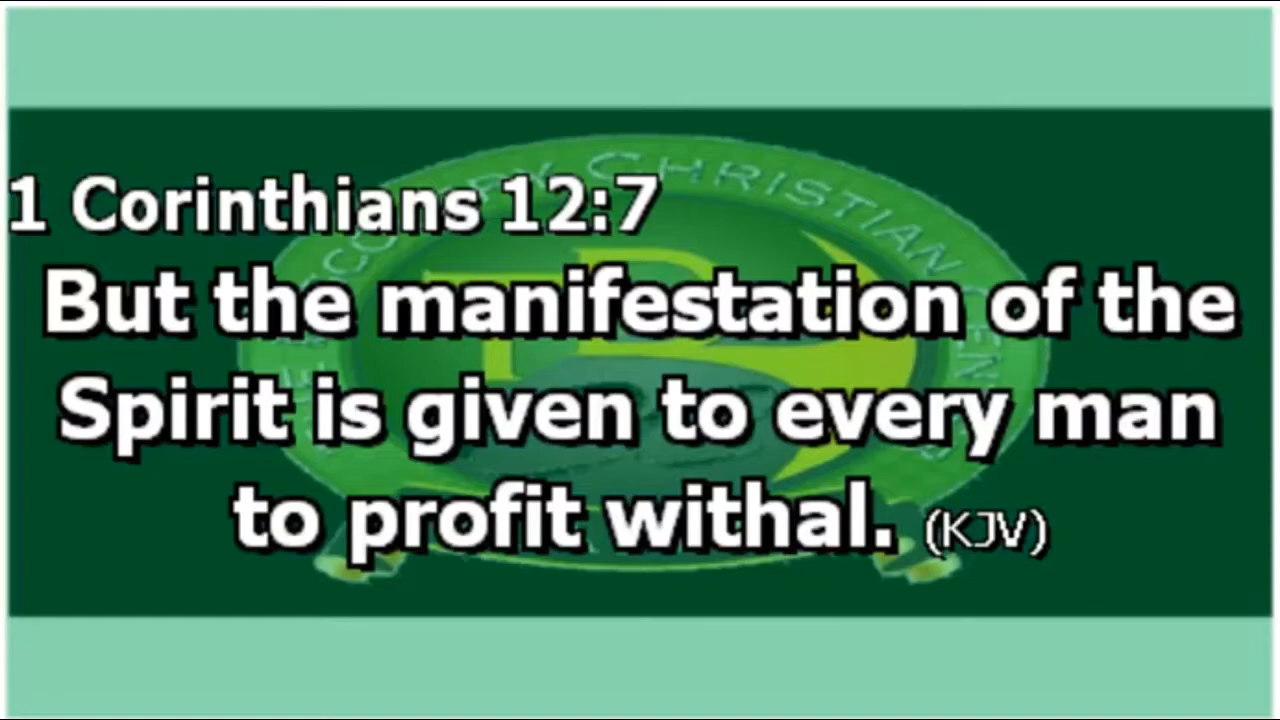 1 Corinthians 12:7
But the manifestation of the
Spirit is given to every man
to profit withal. (KJV)
CHRISTIAN